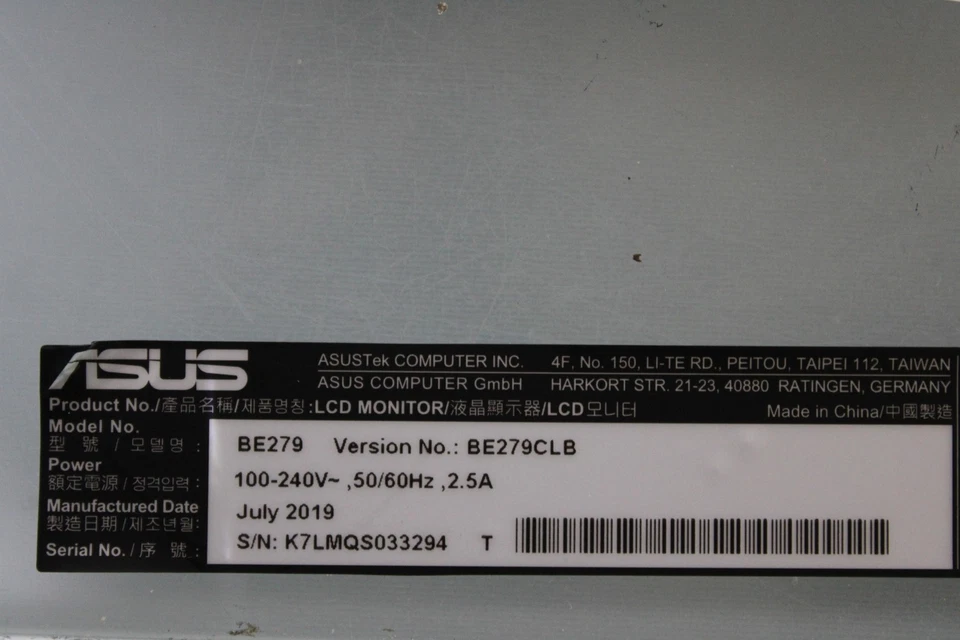 ASUS
ASUSTek COMPUTER INC. 4F, No. 150, LI-TE RD., PEITOU, TAIPEI 112, TAIWAN
ASUS COMPUTER GmbH HARKORT STR. 21-23, 40880 RATINGEN, GERMANY
Product No./產品名稱/제품명칭:LCD MONITOR/液晶顯示器/LCD모니터 Made in China/中國製造
Model No.
型 號 / 모델명 : BE279 Version No.: BE279CLB
Power
額定電源 / 정격입력 : 100-240V~ ,50/60Hz ,2.5A
Manufactured Date
製造日期 / 제조년월: July 2019
Serial No. / 序 號 : S/N: K7LMQS033294 T